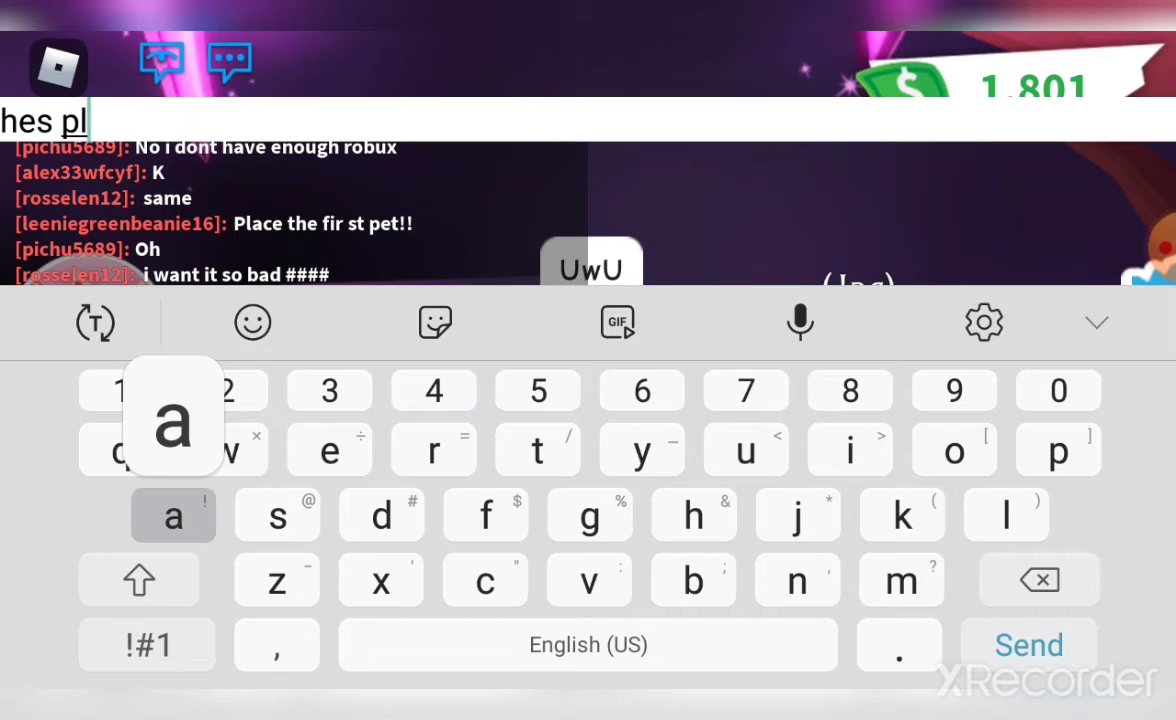 1,801
hes pl
[pichu5689]: No i dont have enough robux
[alex33wfcyf]: K
[rosselen12]: same
[leeniegreenbeanie16]: Place the fir st pet!!
[pichu5689]: Oh
[rosselen12]: i want it so bad ####
UwU
T
GIF
1 2 3 4 5 6 7 8 9 0
a
q w × e ÷ r = t / y _ u < i > o [ p ]
a ! s @ d # f $ g % h & j * k ( l )
z - x ' c " v : b ; n , m ?
!#1 , English (US) . Send
XRecorder